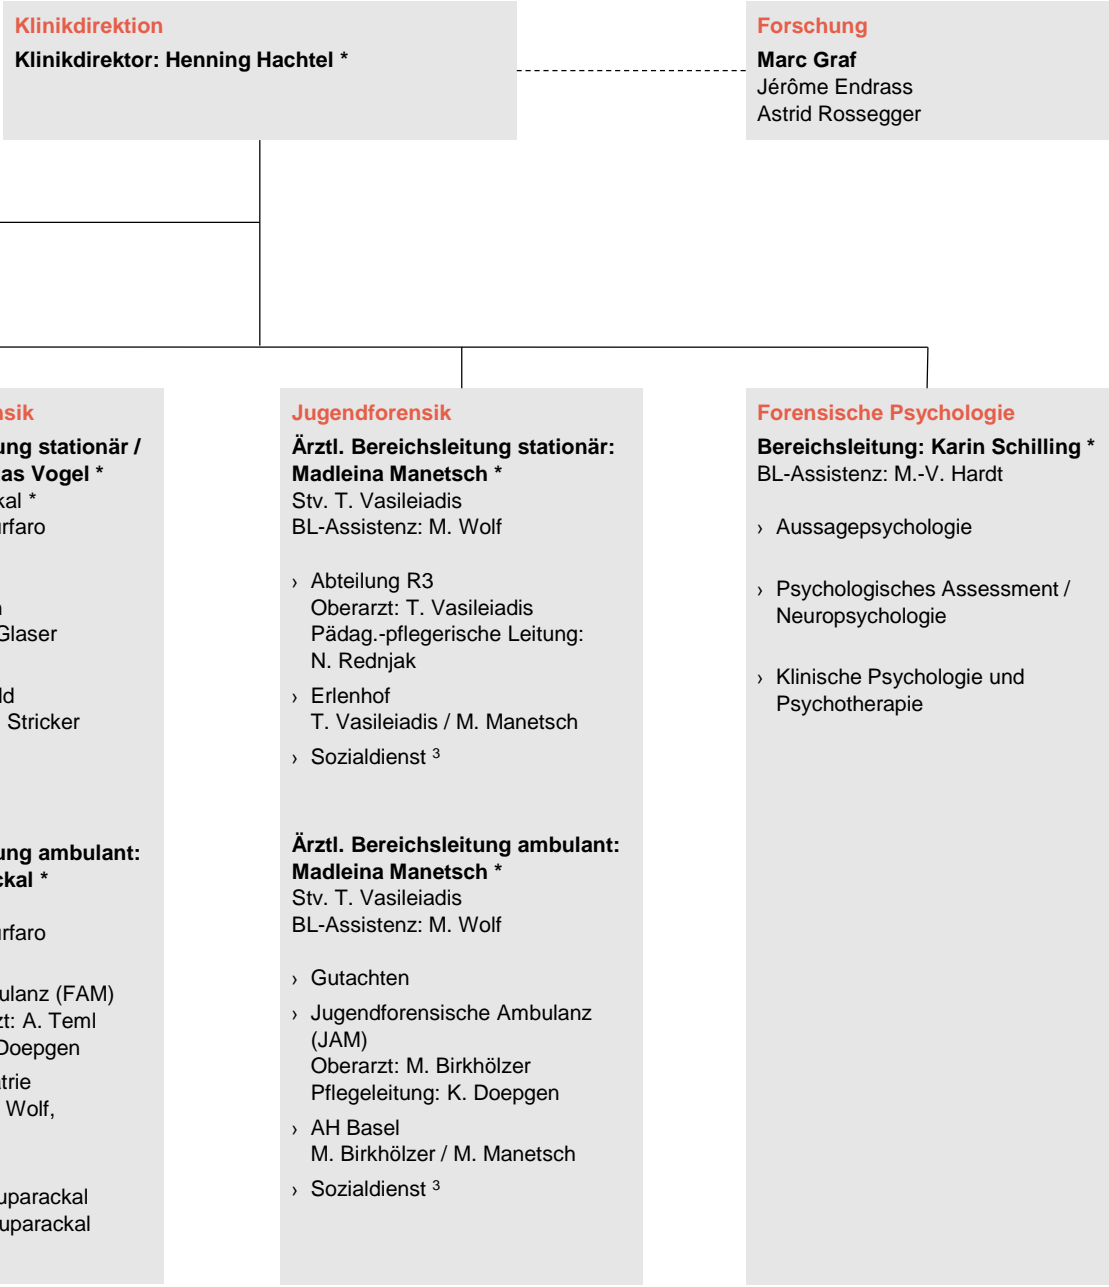 Klinikdirektion
Klinikdirektor: Henning Hachtel *
Forschung
Marc Graf
Jérôme Endrass
Astrid Rossegger
nsik
ung stationär /
as Vogel *
kal *
urfaro
n
Glaser
ld
Stricker
ung ambulant:
ckal *
urfaro
ulanz (FAM)
zt: A. Teml
Doepgen
atrie
Wolf,
uparackal
uparackal
Jugendforensik
Ärztl. Bereichsleitung stationär:
Madleina Manetsch *
Stv. T. Vasileiadis
BL-Assistenz: M. Wolf
› Abteilung R3
Oberarzt: T. Vasileiadis
Pädag.-pflegerische Leitung:
N. Rednjak
› Erlenhof
T. Vasileiadis / M. Manetsch
› Sozialdienst ³
Ärztl. Bereichsleitung ambulant:
Madleina Manetsch *
Stv. T. Vasileiadis
BL-Assistenz: M. Wolf
› Gutachten
› Jugendforensische Ambulanz
(JAM)
Oberarzt: M. Birkhölzer
Pflegeleitung: K. Doepgen
› AH Basel
M. Birkhölzer / M. Manetsch
› Sozialdienst ³
Forensische Psychologie
Bereichsleitung: Karin Schilling *
BL-Assistenz: M.-V. Hardt
› Aussagepsychologie
› Psychologisches Assessment /
Neuropsychologie
› Klinische Psychologie und
Psychotherapie